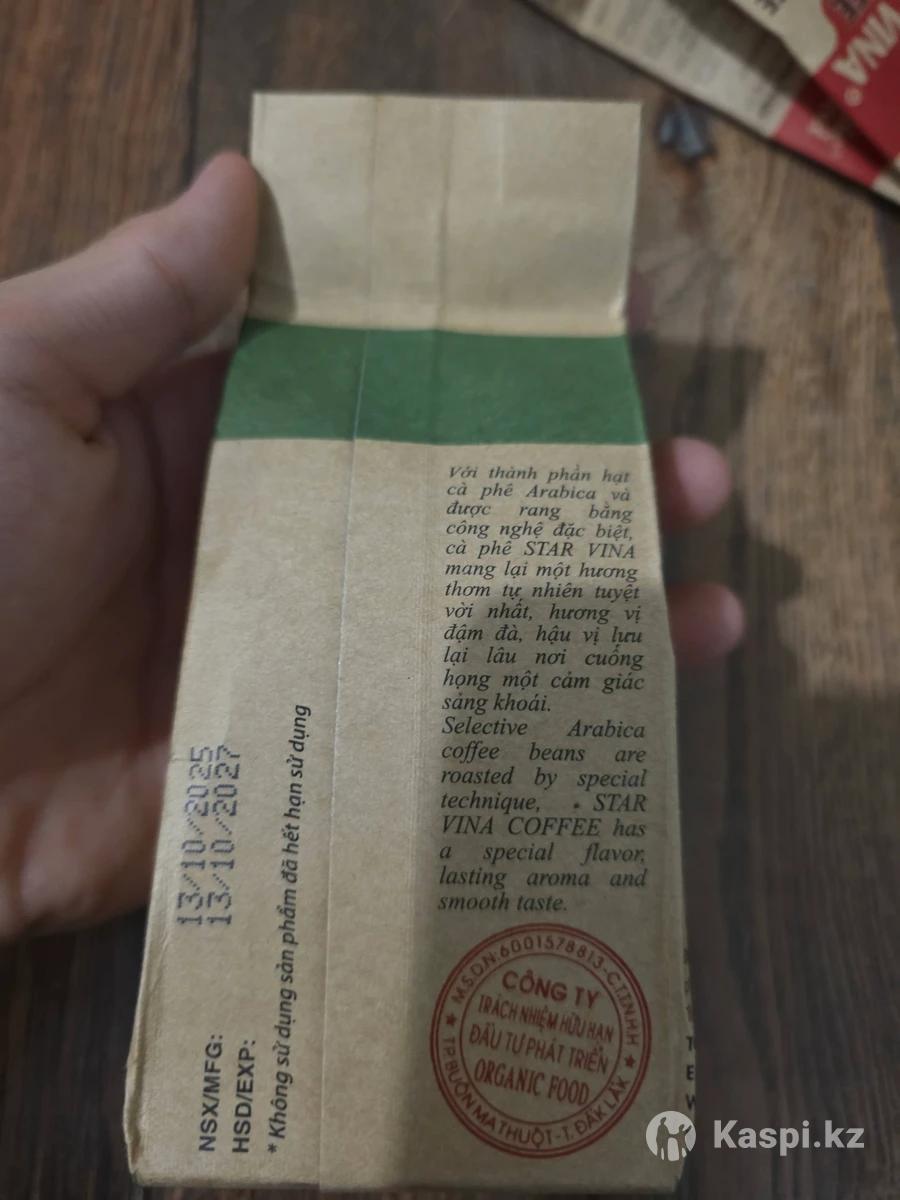 VINA®
Với thành phần hạt
cà phê Arabica và
được rang bằng
công nghệ đặc biệt,
cà phê STAR VINA
mang lại một hương
thơm tự nhiên tuyệt
vời nhất, hương vị
đậm đà, hậu vị lưu
lại lâu nơi cuống
họng một cảm giác
sảng khoái.
Selective Arabica
coffee beans are
roasted by special
technique, STAR
VINA COFFEE has
a special flavor,
lasting aroma and
smooth taste.
NSX/MFG: 13/10/2025
HSD/EXP: 13/10/2027
* Không sử dụng sản phẩm đã hết hạn sử dụng
M.S.D.N:6001578813-C.T.TNHH
CÔNG TY
TRÁCH NHIỆM HỮU HẠN
ĐẦU TƯ PHÁT TRIỂN
ORGANIC FOOD
★ TP.BUÔN MA THUỘT-T.ĐẮK LẮK ★
Kaspi.kz